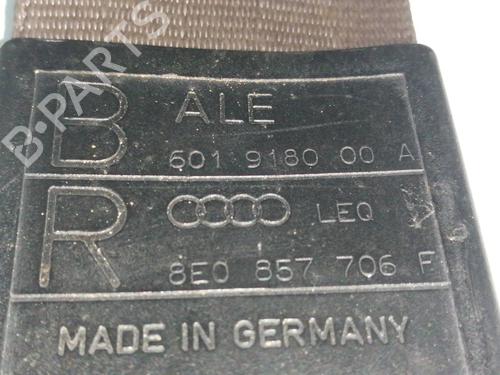 B ALE
601 9180 00 A
R LEQ
8E0 857 706 F
MADE IN GERMANY
B-PARTS